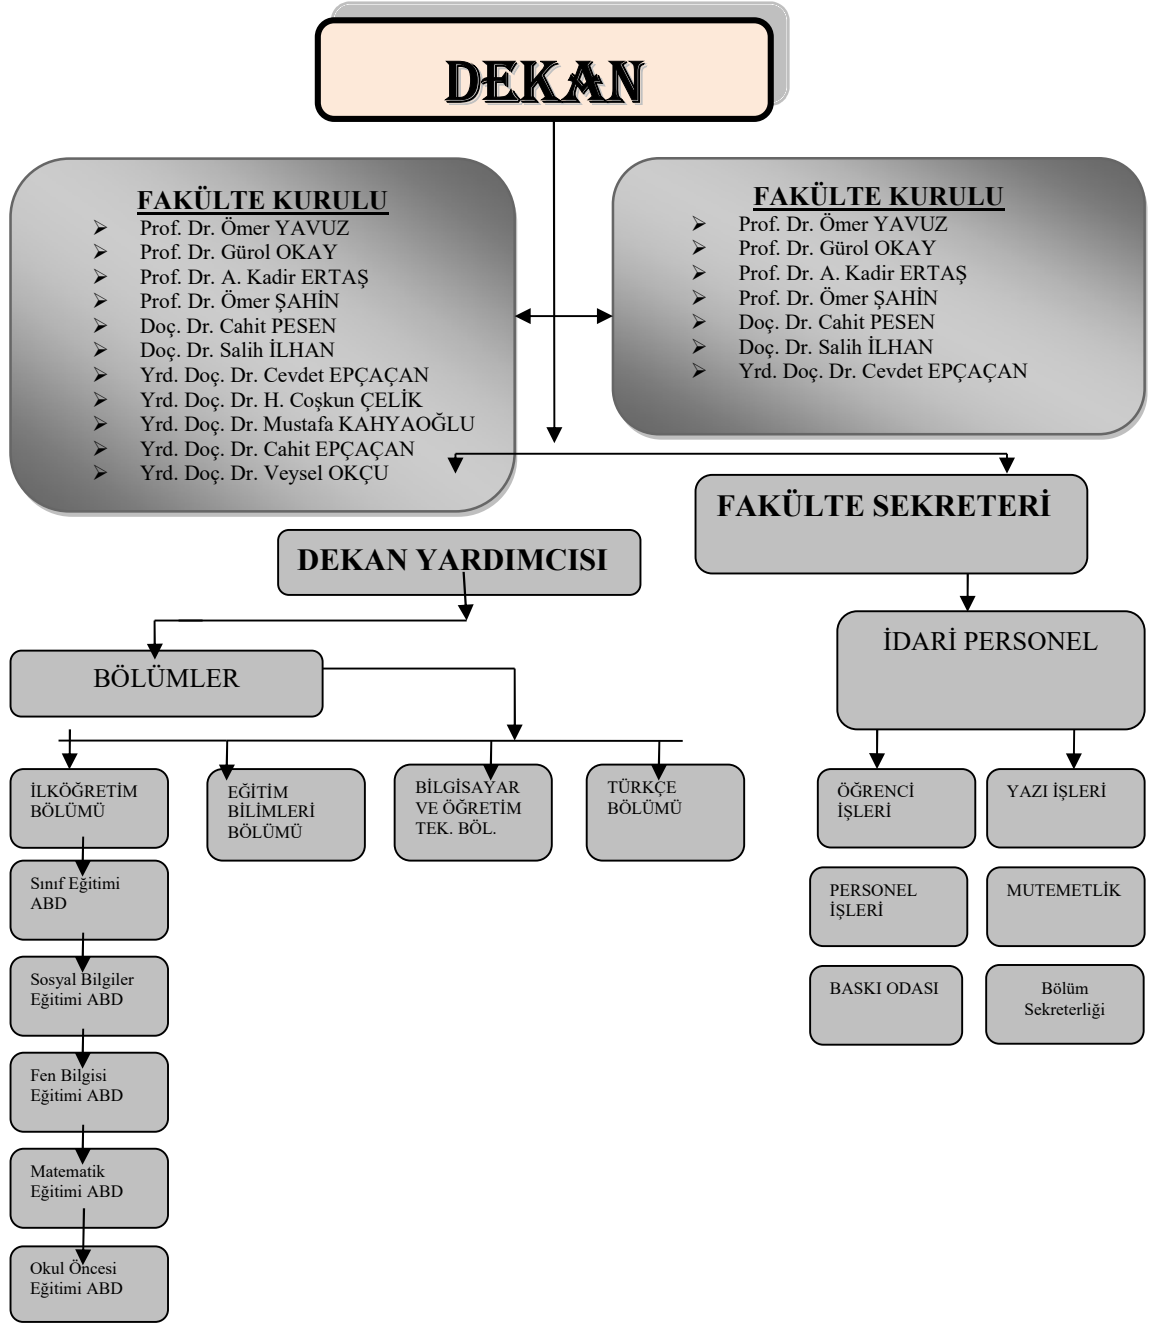 DEKAN
FAKÜLTE KURULU
Prof. Dr. Ömer YAVUZ
Prof. Dr. Gürol OKAY
Prof. Dr. A. Kadir ERTAŞ
Prof. Dr. Ömer ŞAHİN
Doç. Dr. Cahit PESEN
Doç. Dr. Salih İLHAN
Yrd. Doç. Dr. Cevdet EPÇAÇAN
Yrd. Doç. Dr. H. Coşkun ÇELİK
Yrd. Doç. Dr. Mustafa KAHYAOĞLU
Yrd. Doç. Dr. Cahit EPÇAÇAN
Yrd. Doç. Dr. Veysel OKÇU
FAKÜLTE KURULU
Prof. Dr. Ömer YAVUZ
Prof. Dr. Gürol OKAY
Prof. Dr. A. Kadir ERTAŞ
Prof. Dr. Ömer ŞAHİN
Doç. Dr. Cahit PESEN
Doç. Dr. Salih İLHAN
Yrd. Doç. Dr. Cevdet EPÇAÇAN
FAKÜLTE SEKRETERİ
DEKAN YARDIMCISI
İDARİ PERSONEL
BÖLÜMLER
İLKÖĞRETİM
BÖLÜMÜ
EĞİTİM
BİLİMLERİ
BÖLÜMÜ
BİLGİSAYAR
VE ÖĞRETİM
TEK. BÖL.
TÜRKÇE
BÖLÜMÜ
ÖĞRENCİ
İŞLERİ
YAZI İŞLERİ
Sınıf Eğitimi
ABD
PERSONEL
İŞLERİ
MUTEMETLİK
Sosyal Bilgiler
Eğitimi ABD
BASKI ODASI
Bölüm
Sekreterliği
Fen Bilgisi
Eğitimi ABD
Matematik
Eğitimi ABD
Okul Öncesi
Eğitimi ABD